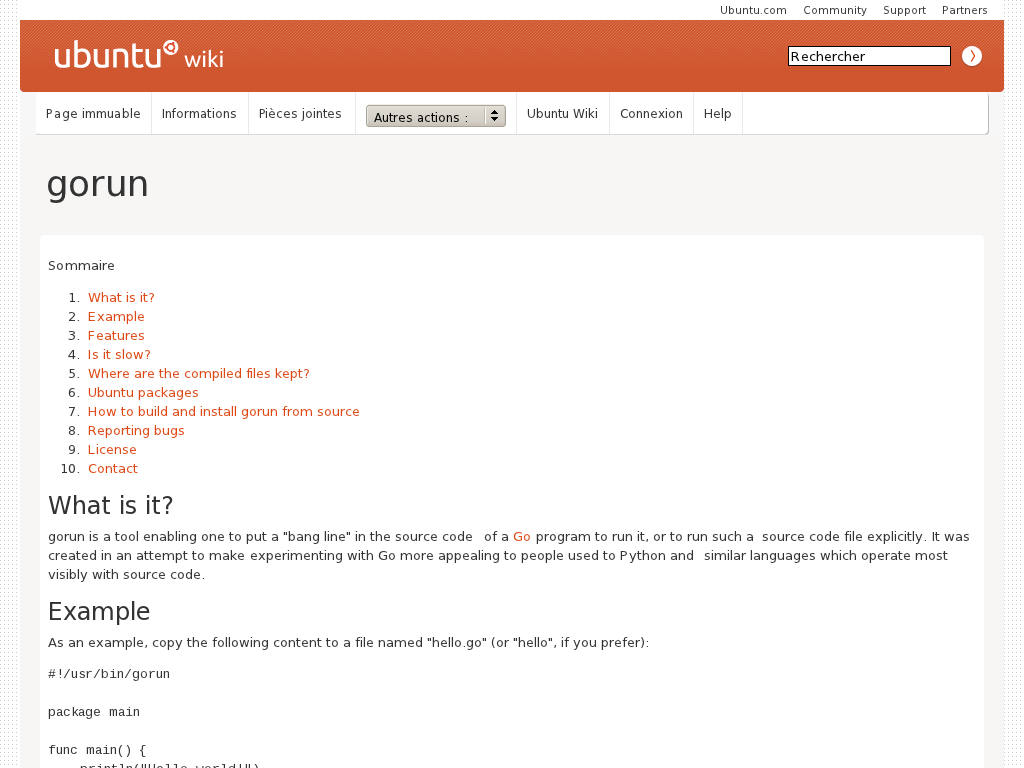 Ubuntu.com Community Support Partners
ubuntu wiki
Rechercher
Page immuable Informations Pièces jointes Autres actions : Ubuntu Wiki Connexion Help
gorun
Sommaire
1. What is it?
2. Example
3. Features
4. Is it slow?
5. Where are the compiled files kept?
6. Ubuntu packages
7. How to build and install gorun from source
8. Reporting bugs
9. License
10. Contact
What is it?
gorun is a tool enabling one to put a "bang line" in the source code of a Go program to run it, or to run such a source code file explicitly. It was
created in an attempt to make experimenting with Go more appealing to people used to Python and similar languages which operate most
visibly with source code.
Example
As an example, copy the following content to a file named "hello.go" (or "hello", if you prefer):
#!/usr/bin/gorun
package main
func main() {
println("Hello world!")